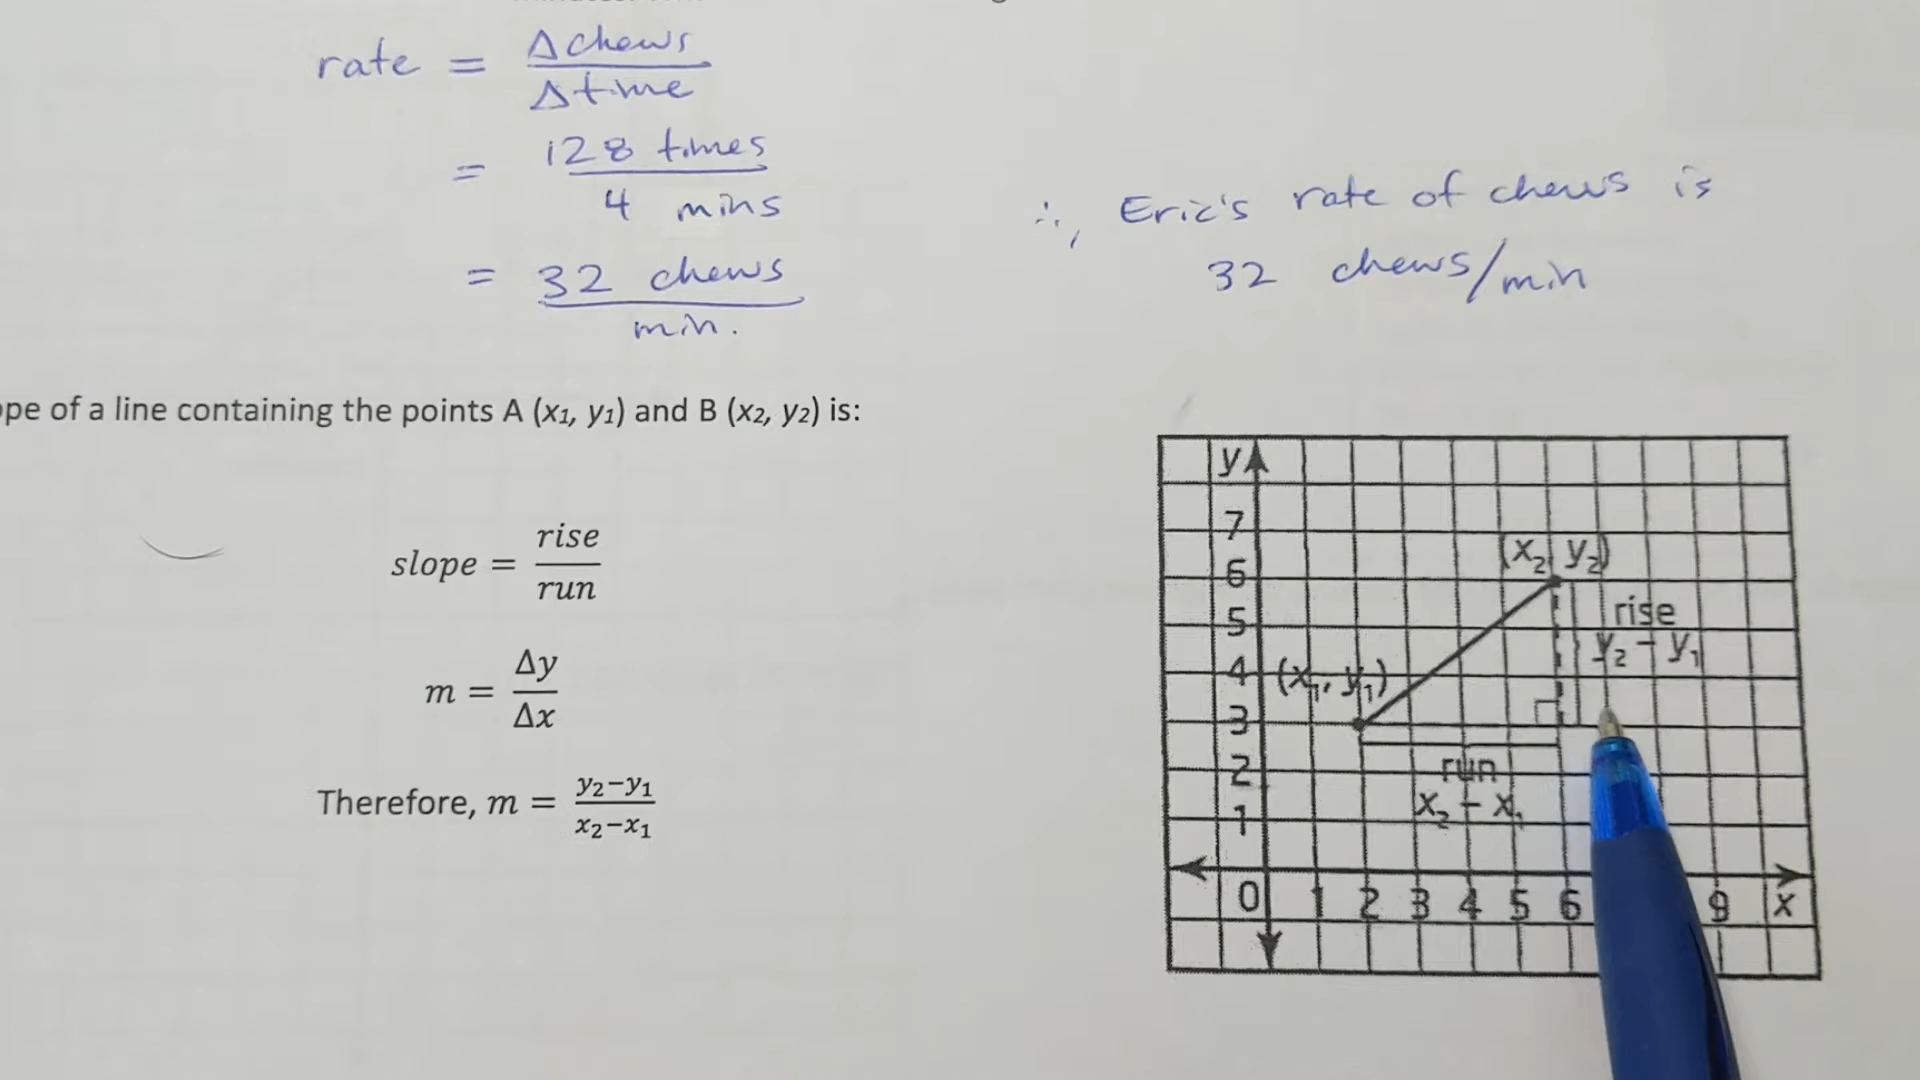 rate = Δchews
Δtime
= 128 times
4 mins
= 32 chews
min.
∴, Eric's rate of chews is
32 chews/min
of a line containing the points A (x1, y1) and B (x2, y2) is:
slope = rise
run
m = Δy
Δx
Therefore, m = y2−y1
x2−x1
y
7
(x2, y2)
6
rise
5
y2 − y1
4
(x1, y1)
3
2
run
x2 − x1
1
0 1 2 3 4 5 6 9 x